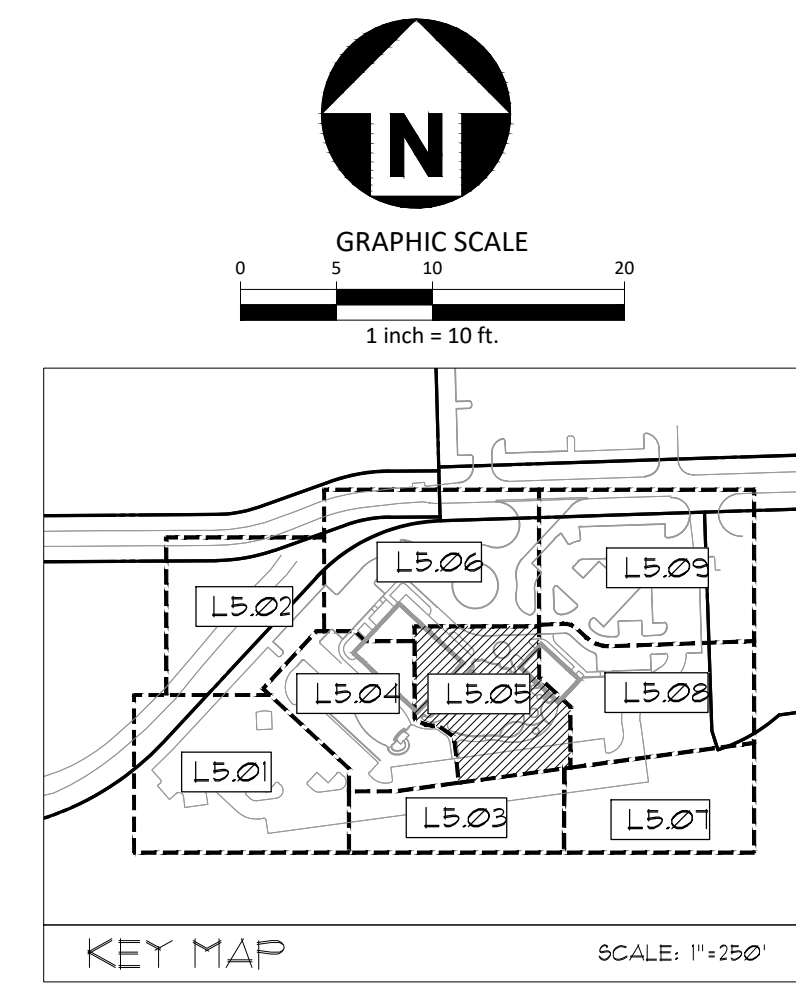 N
GRAPHIC SCALE
0 5 10 20
1 inch = 10 ft.
L5.06
L5.09
L5.02
L5.04
L5.05
L5.08
L5.01
L5.03
L5.07
KEY MAP
SCALE: 1"=250'